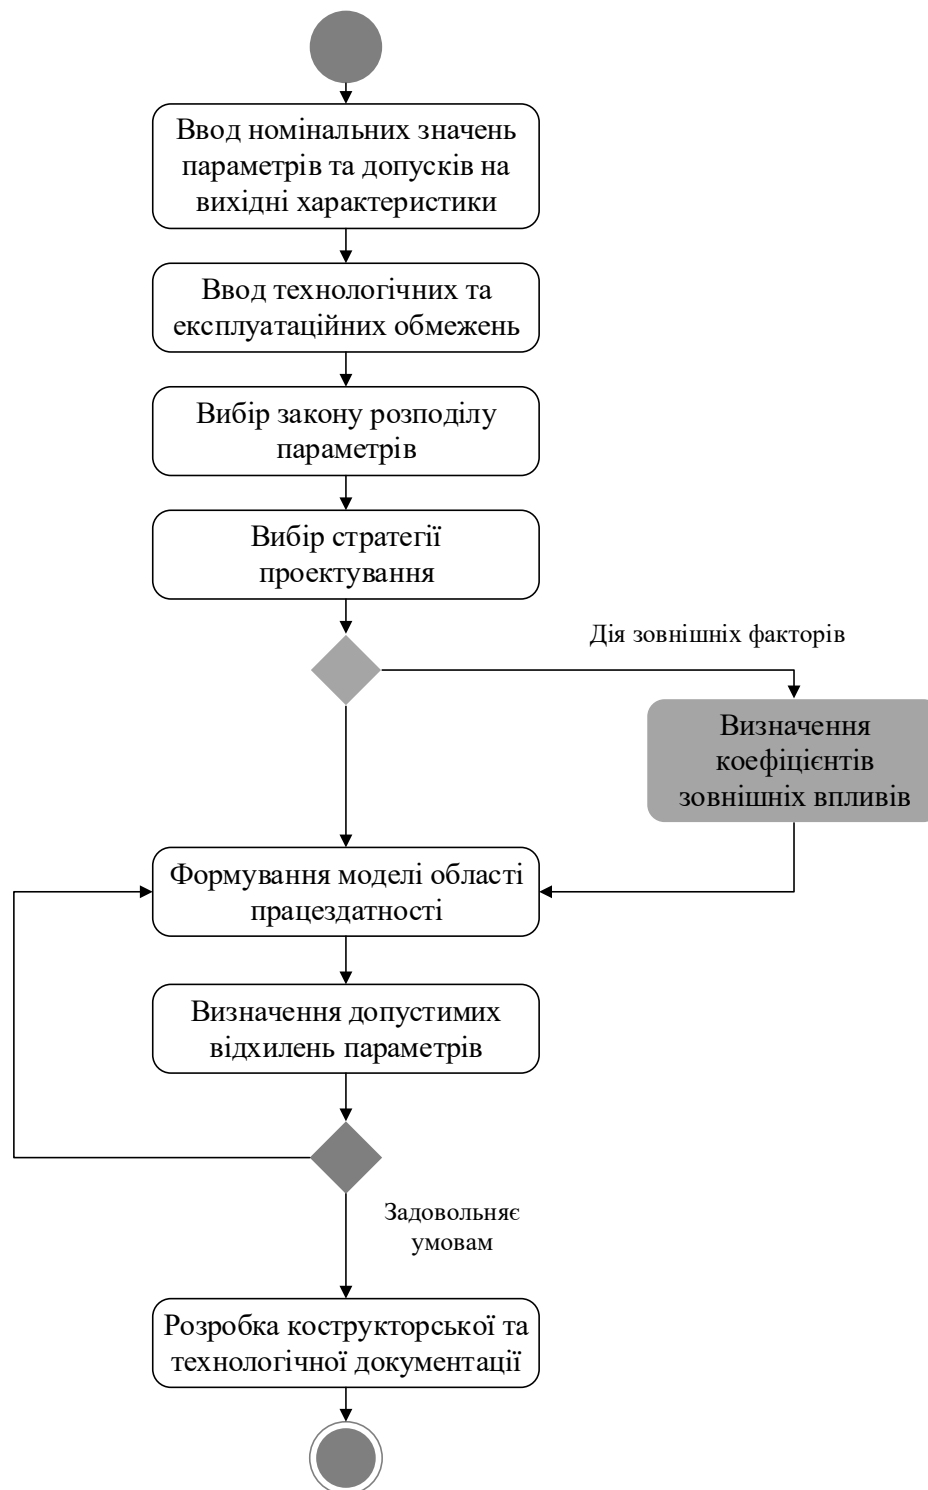 Ввод номінальних значень
параметрів та допусків на
вихідні характеристики
Ввод технологічних та
експлуатаційних обмежень
Вибір закону розподілу
параметрів
Вибір стратегії
проектування
Дія зовнішніх факторів
Визначення
коефіцієнтів
зовнішніх впливів
Формування моделі області
працездатності
Визначення допустимих
відхилень параметрів
Задовольняє
умовам
Розробка кострукторської та
технологічної документації